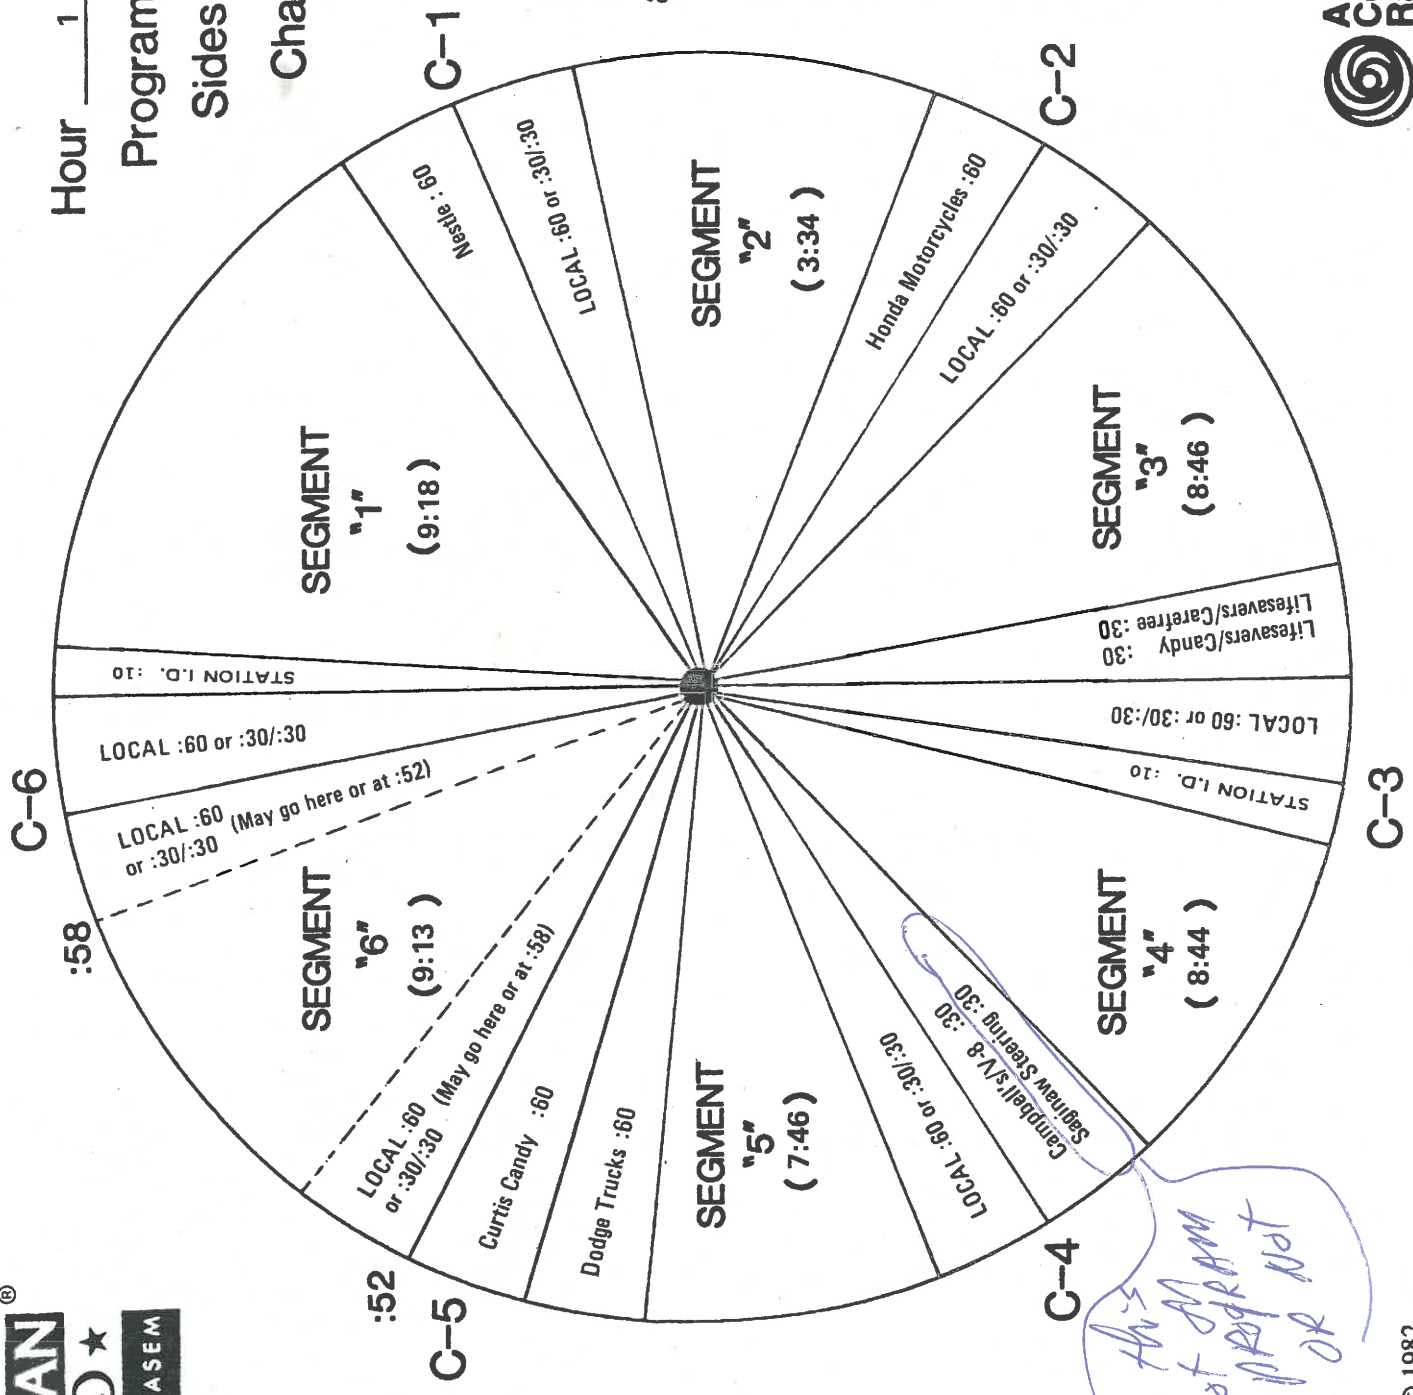 Hour 1
Program
Sides
Cha
C-1
SEGMENT
"1"
(9:18)
Nestle :60
LOCAL :60 or :30/:30
SEGMENT
"2"
(3:34)
C-2
Honda Motorcycles :60
LOCAL :60 or :30/:30
SEGMENT
"3"
(8:46)
Lifesavers/Carefree :30
Lifesavers/Candy :30
C-3
LOCAL :60 or :30/:30
STATION I.D. :10
SEGMENT
"4"
(8:44)
C-4
Campbell's/V-8 :30
Saginaw Steering :30
LOCAL :60 or :30/:30
SEGMENT
"5"
(7:46)
Dodge Trucks :60
C-5
Curtis Candy :60
:52
LOCAL :60
or :30/:30 (May go here or at :58)
SEGMENT
"6"
(9:13)
:58
LOCAL :60
or :30/:30 (May go here or at :52)
C-6
LOCAL :60 or :30/:30
STATION I.D. :10
AN ®
ASEM
this
program
or not
© 1982